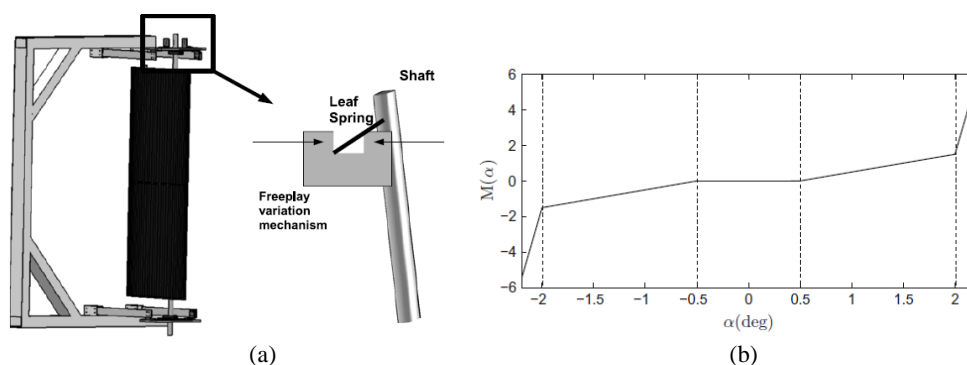 Shaft
Leaf
Spring
Freeplay
variation
mechanism
(a)
6
4
2
0
−2
−4
−6
M(α)
−2
−1.5
−1
−0.5
0
0.5
1
1.5
2
α(deg)
(b)